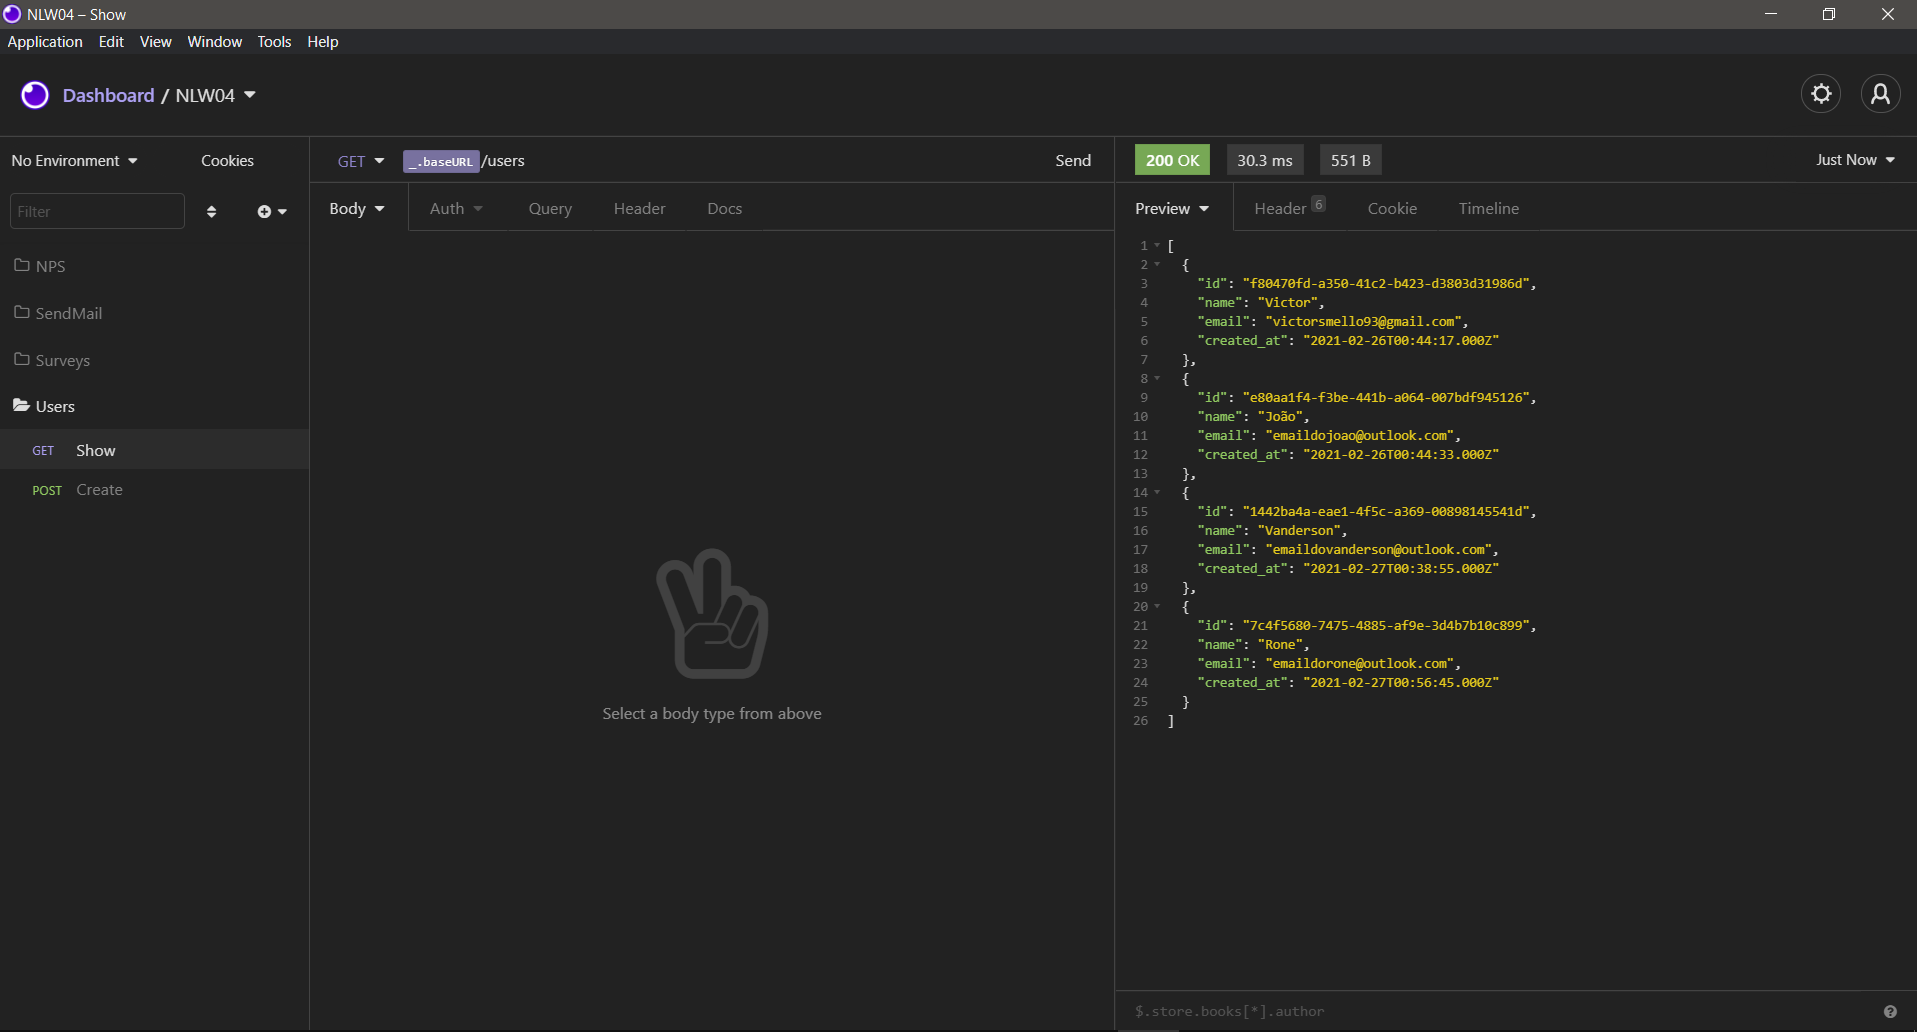 NLW04 – Show
Application Edit View Window Tools Help
Dashboard / NLW04
No Environment Cookies
GET _.baseURL /users Send
200 OK 30.3 ms 551 B Just Now
Filter
Body Auth Query Header Docs
Preview Header 6 Cookie Timeline
NPS
SendMail
Surveys
Users
GET Show
POST Create
Select a body type from above
1 [
2 {
3 "id": "f80470fd-a350-41c2-b423-d3803d31986d",
4 "name": "Victor",
5 "email": "victorsmello93@gmail.com",
6 "created_at": "2021-02-26T00:44:17.000Z"
7 },
8 {
9 "id": "e80aa1f4-f3be-441b-a064-007bdf945126",
10 "name": "João",
11 "email": "emaildojoao@outlook.com",
12 "created_at": "2021-02-26T00:44:33.000Z"
13 },
14 {
15 "id": "1442ba4a-eae1-4f5c-a369-00898145541d",
16 "name": "Vanderson",
17 "email": "emaildovanderson@outlook.com",
18 "created_at": "2021-02-27T00:38:55.000Z"
19 },
20 {
21 "id": "7c4f5680-7475-4885-af9e-3d4b7b10c899",
22 "name": "Rone",
23 "email": "emaildorone@outlook.com",
24 "created_at": "2021-02-27T00:56:45.000Z"
25 }
26 ]
$.store.books[*].author